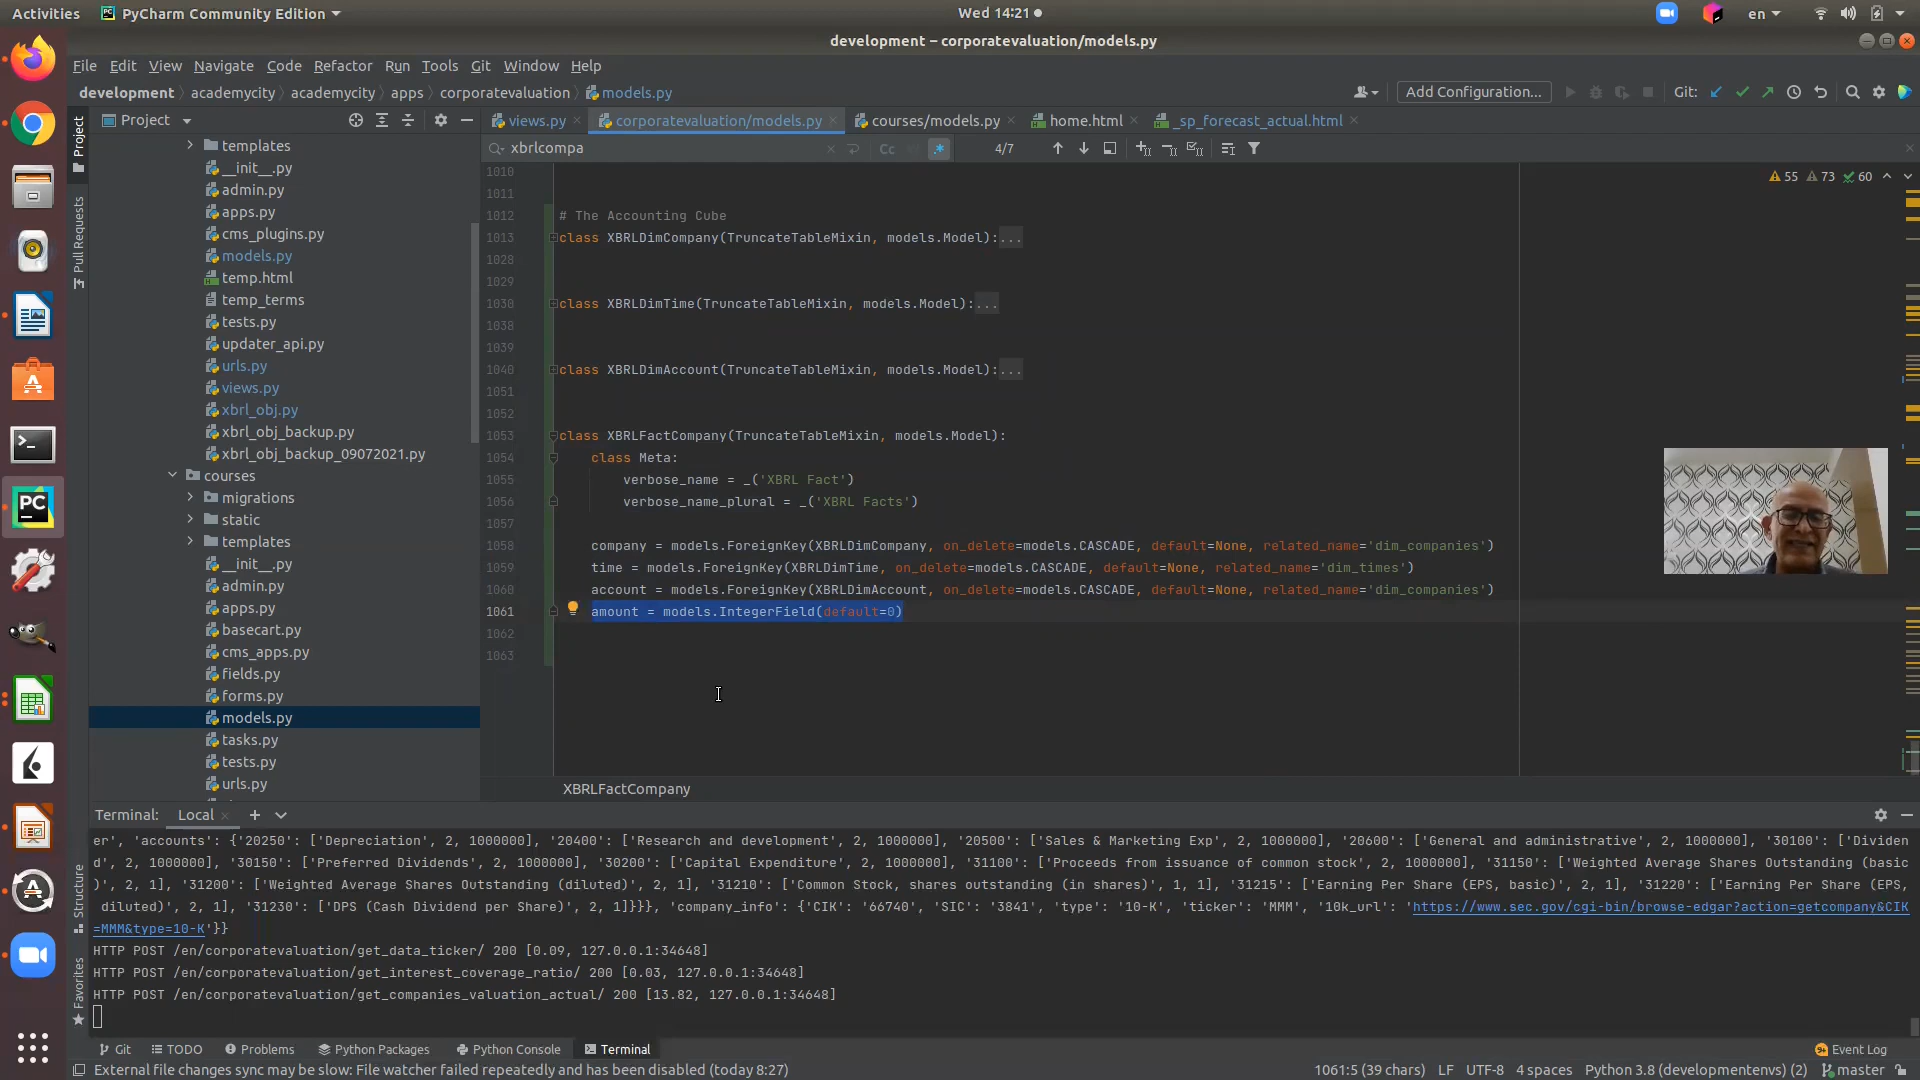 Activities PyCharm Community Edition Wed 14:21 en
development – corporatevaluation/models.py
File Edit View Navigate Code Refactor Run Tools Git Window Help
development academycity academycity apps corporatevaluation models.py Add Configuration... Git:
Project views.py corporatevaluation/models.py courses/models.py home.html _sp_forecast_actual.html
xbrlcompa Cc .* 4/7
55 73 60
Project
Pull Requests
Structure
Favorites
templates
__init__.py
admin.py
apps.py
cms_plugins.py
models.py
temp.html
temp_terms
tests.py
updater_api.py
urls.py
views.py
xbrl_obj.py
xbrl_obj_backup.py
xbrl_obj_backup_09072021.py
courses
migrations
static
templates
__init__.py
admin.py
apps.py
basecart.py
cms_apps.py
fields.py
forms.py
models.py
tasks.py
tests.py
urls.py
1010
1011
1012 # The Accounting Cube
1013 class XBRLDimCompany(TruncateTableMixin, models.Model):...
1028
1029
1030 class XBRLDimTime(TruncateTableMixin, models.Model):...
1038
1039
1040 class XBRLDimAccount(TruncateTableMixin, models.Model):...
1051
1052
1053 class XBRLFactCompany(TruncateTableMixin, models.Model):
1054 class Meta:
1055 verbose_name = _('XBRL Fact')
1056 verbose_name_plural = _('XBRL Facts')
1057
1058 company = models.ForeignKey(XBRLDimCompany, on_delete=models.CASCADE, default=None, related_name='dim_companies')
1059 time = models.ForeignKey(XBRLDimTime, on_delete=models.CASCADE, default=None, related_name='dim_times')
1060 account = models.ForeignKey(XBRLDimAccount, on_delete=models.CASCADE, default=None, related_name='dim_companies')
1061 amount = models.IntegerField(default=0)
1062
1063
XBRLFactCompany
Terminal: Local
er', 'accounts': {'20250': ['Depreciation', 2, 1000000], '20400': ['Research and development', 2, 1000000], '20500': ['Sales & Marketing Exp', 2, 1000000], '20600': ['General and administrative', 2, 1000000], '30100': ['Dividen
d', 2, 1000000], '30150': ['Preferred Dividends', 2, 1000000], '30200': ['Capital Expenditure', 2, 1000000], '31100': ['Proceeds from issuance of common stock', 2, 1000000], '31150': ['Weighted Average Shares Outstanding (basic
)', 2, 1], '31200': ['Weighted Average Shares Outstanding (diluted)', 2, 1], '31210': ['Common Stock, shares outstanding (in shares)', 1, 1], '31215': ['Earning Per Share (EPS, basic)', 2, 1], '31220': ['Earning Per Share (EPS,
diluted)', 2, 1], '31230': ['DPS (Cash Dividend per Share)', 2, 1]}}}, 'company_info': {'CIK': '66740', 'SIC': '3841', 'type': '10-K', 'ticker': 'MMM', '10k_url': 'https://www.sec.gov/cgi-bin/browse-edgar?action=getcompany&CIK
=MMM&type=10-K'}}
HTTP POST /en/corporatevaluation/get_data_ticker/ 200 [0.09, 127.0.0.1:34648]
HTTP POST /en/corporatevaluation/get_interest_coverage_ratio/ 200 [0.03, 127.0.0.1:34648]
HTTP POST /en/corporatevaluation/get_companies_valuation_actual/ 200 [13.82, 127.0.0.1:34648]
Git TODO Problems Python Packages Python Console Terminal Event Log
External file changes sync may be slow: File watcher failed repeatedly and has been disabled (today 8:27) 1061:5 (39 chars) LF UTF-8 4 spaces Python 3.8 (developmentenvs) (2) master